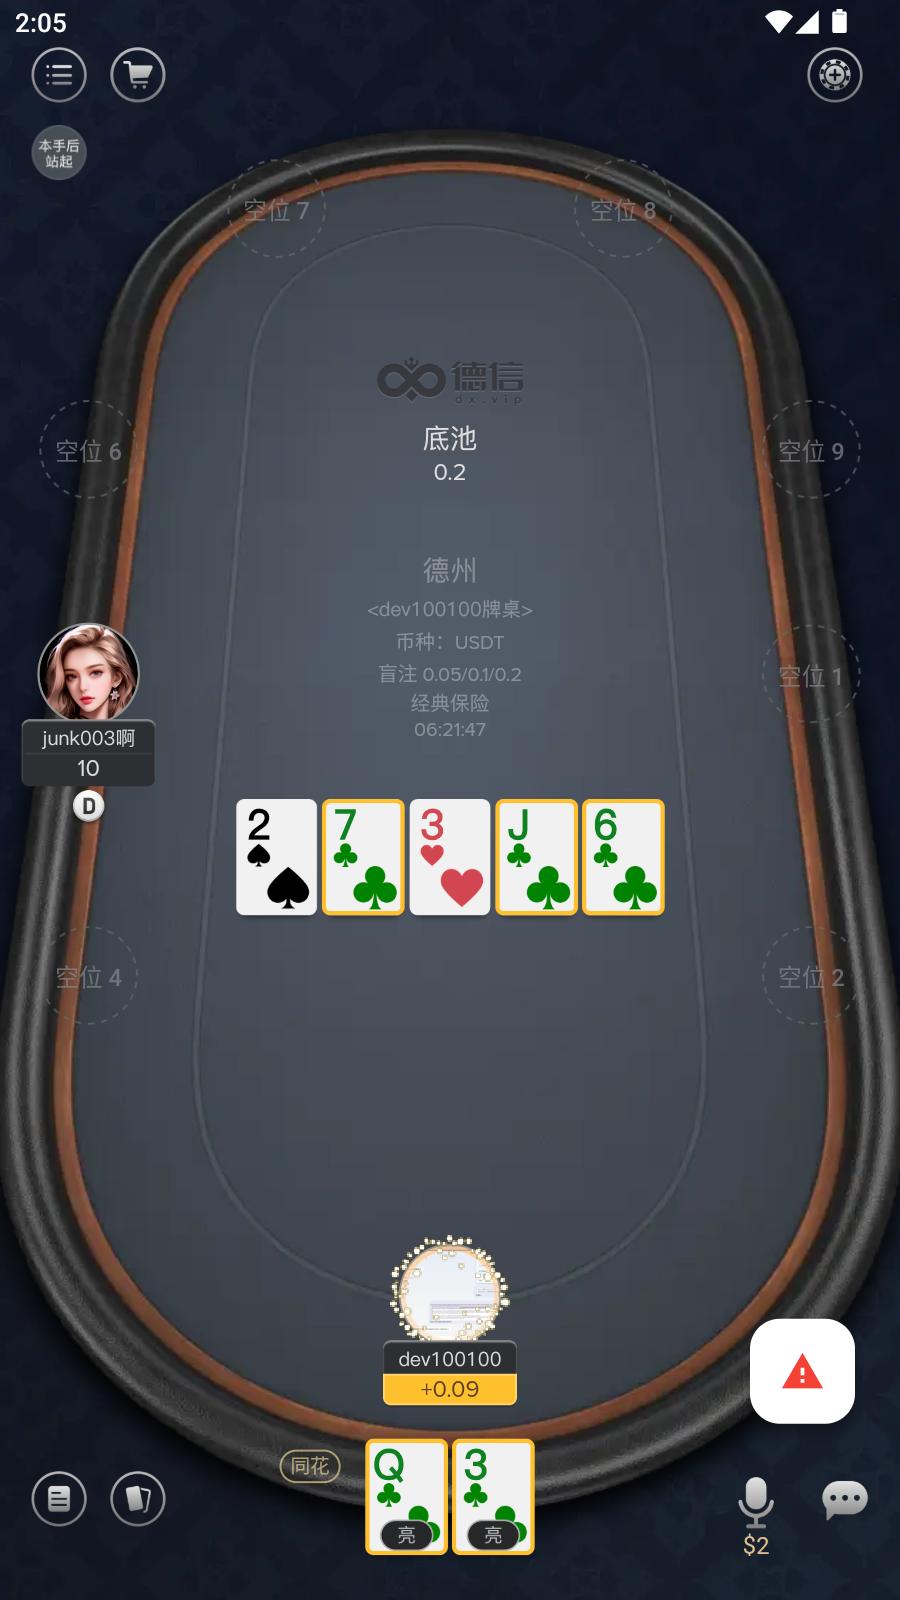 2:05
本手后
站起
空位 7
空位 8
德信
dx.vip
底池
0.2
空位 6
空位 9
德州
<dev100100牌桌>
币种：USDT
盲注 0.05/0.1/0.2
经典保险
06:21:47
空位 1
junk003啊
10
D
2
7
3
J
6
空位 4
空位 2
dev100100
+0.09
同花
Q
3
亮
亮
$2